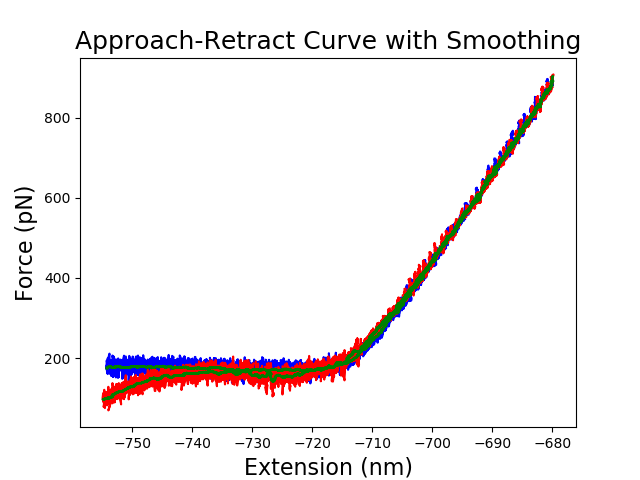 Approach-Retract Curve with Smoothing
Force (pN)
800
600
400
200
−750 −740 −730 −720 −710 −700 −690 −680
Extension (nm)